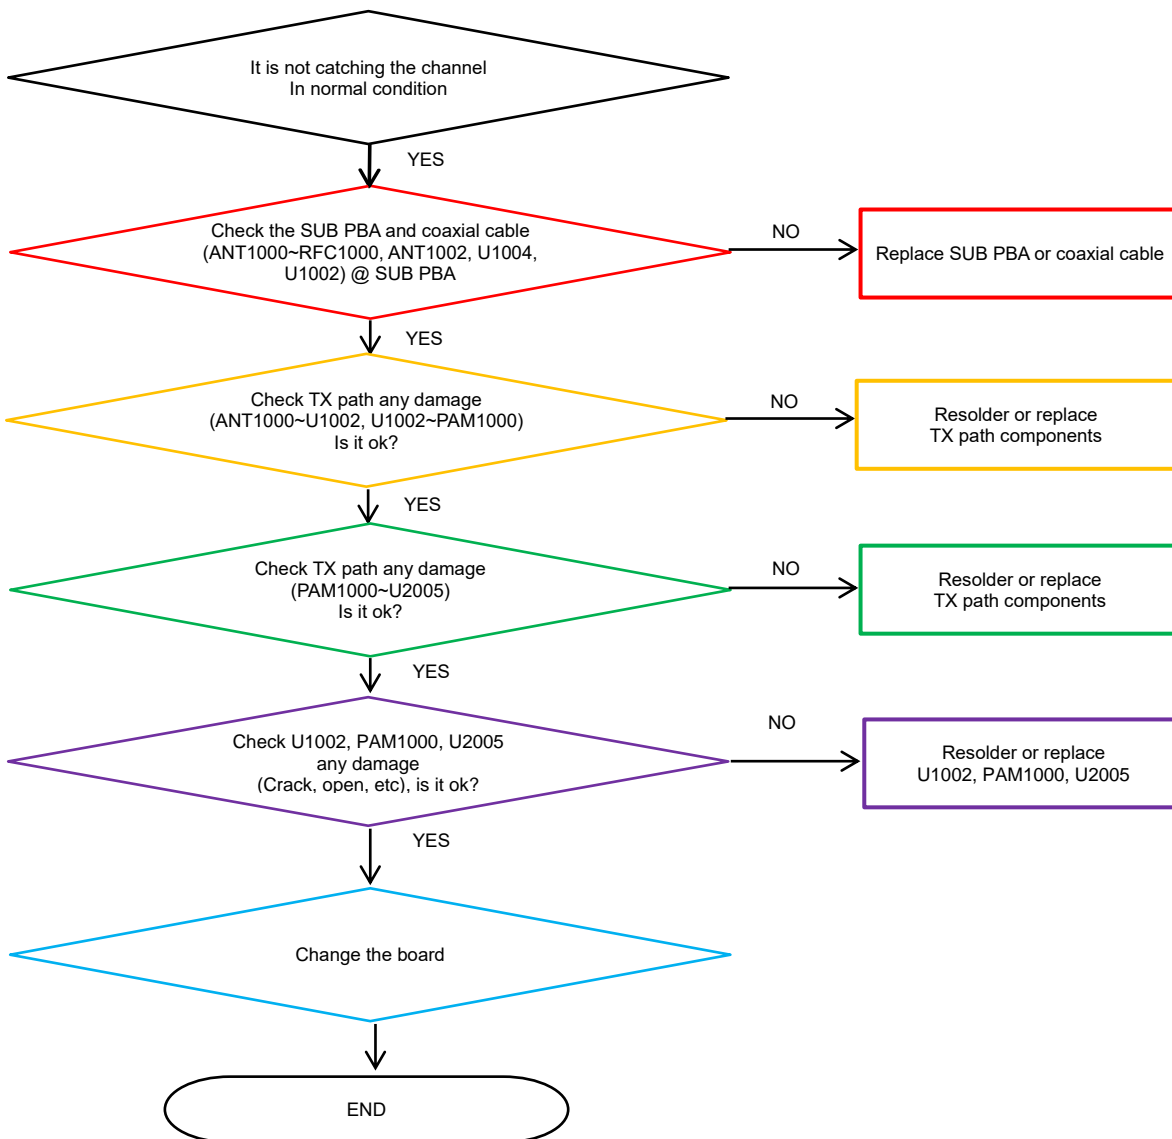 It is not catching the channel
In normal condition
YES
Check the SUB PBA and coaxial cable
(ANT1000~RFC1000, ANT1002, U1004,
U1002) @ SUB PBA
NO
Replace SUB PBA or coaxial cable
YES
Check TX path any damage
(ANT1000~U1002, U1002~PAM1000)
Is it ok?
NO
Resolder or replace
TX path components
YES
Check TX path any damage
(PAM1000~U2005)
Is it ok?
NO
Resolder or replace
TX path components
YES
Check U1002, PAM1000, U2005
any damage
(Crack, open, etc), is it ok?
NO
Resolder or replace
U1002, PAM1000, U2005
YES
Change the board
END